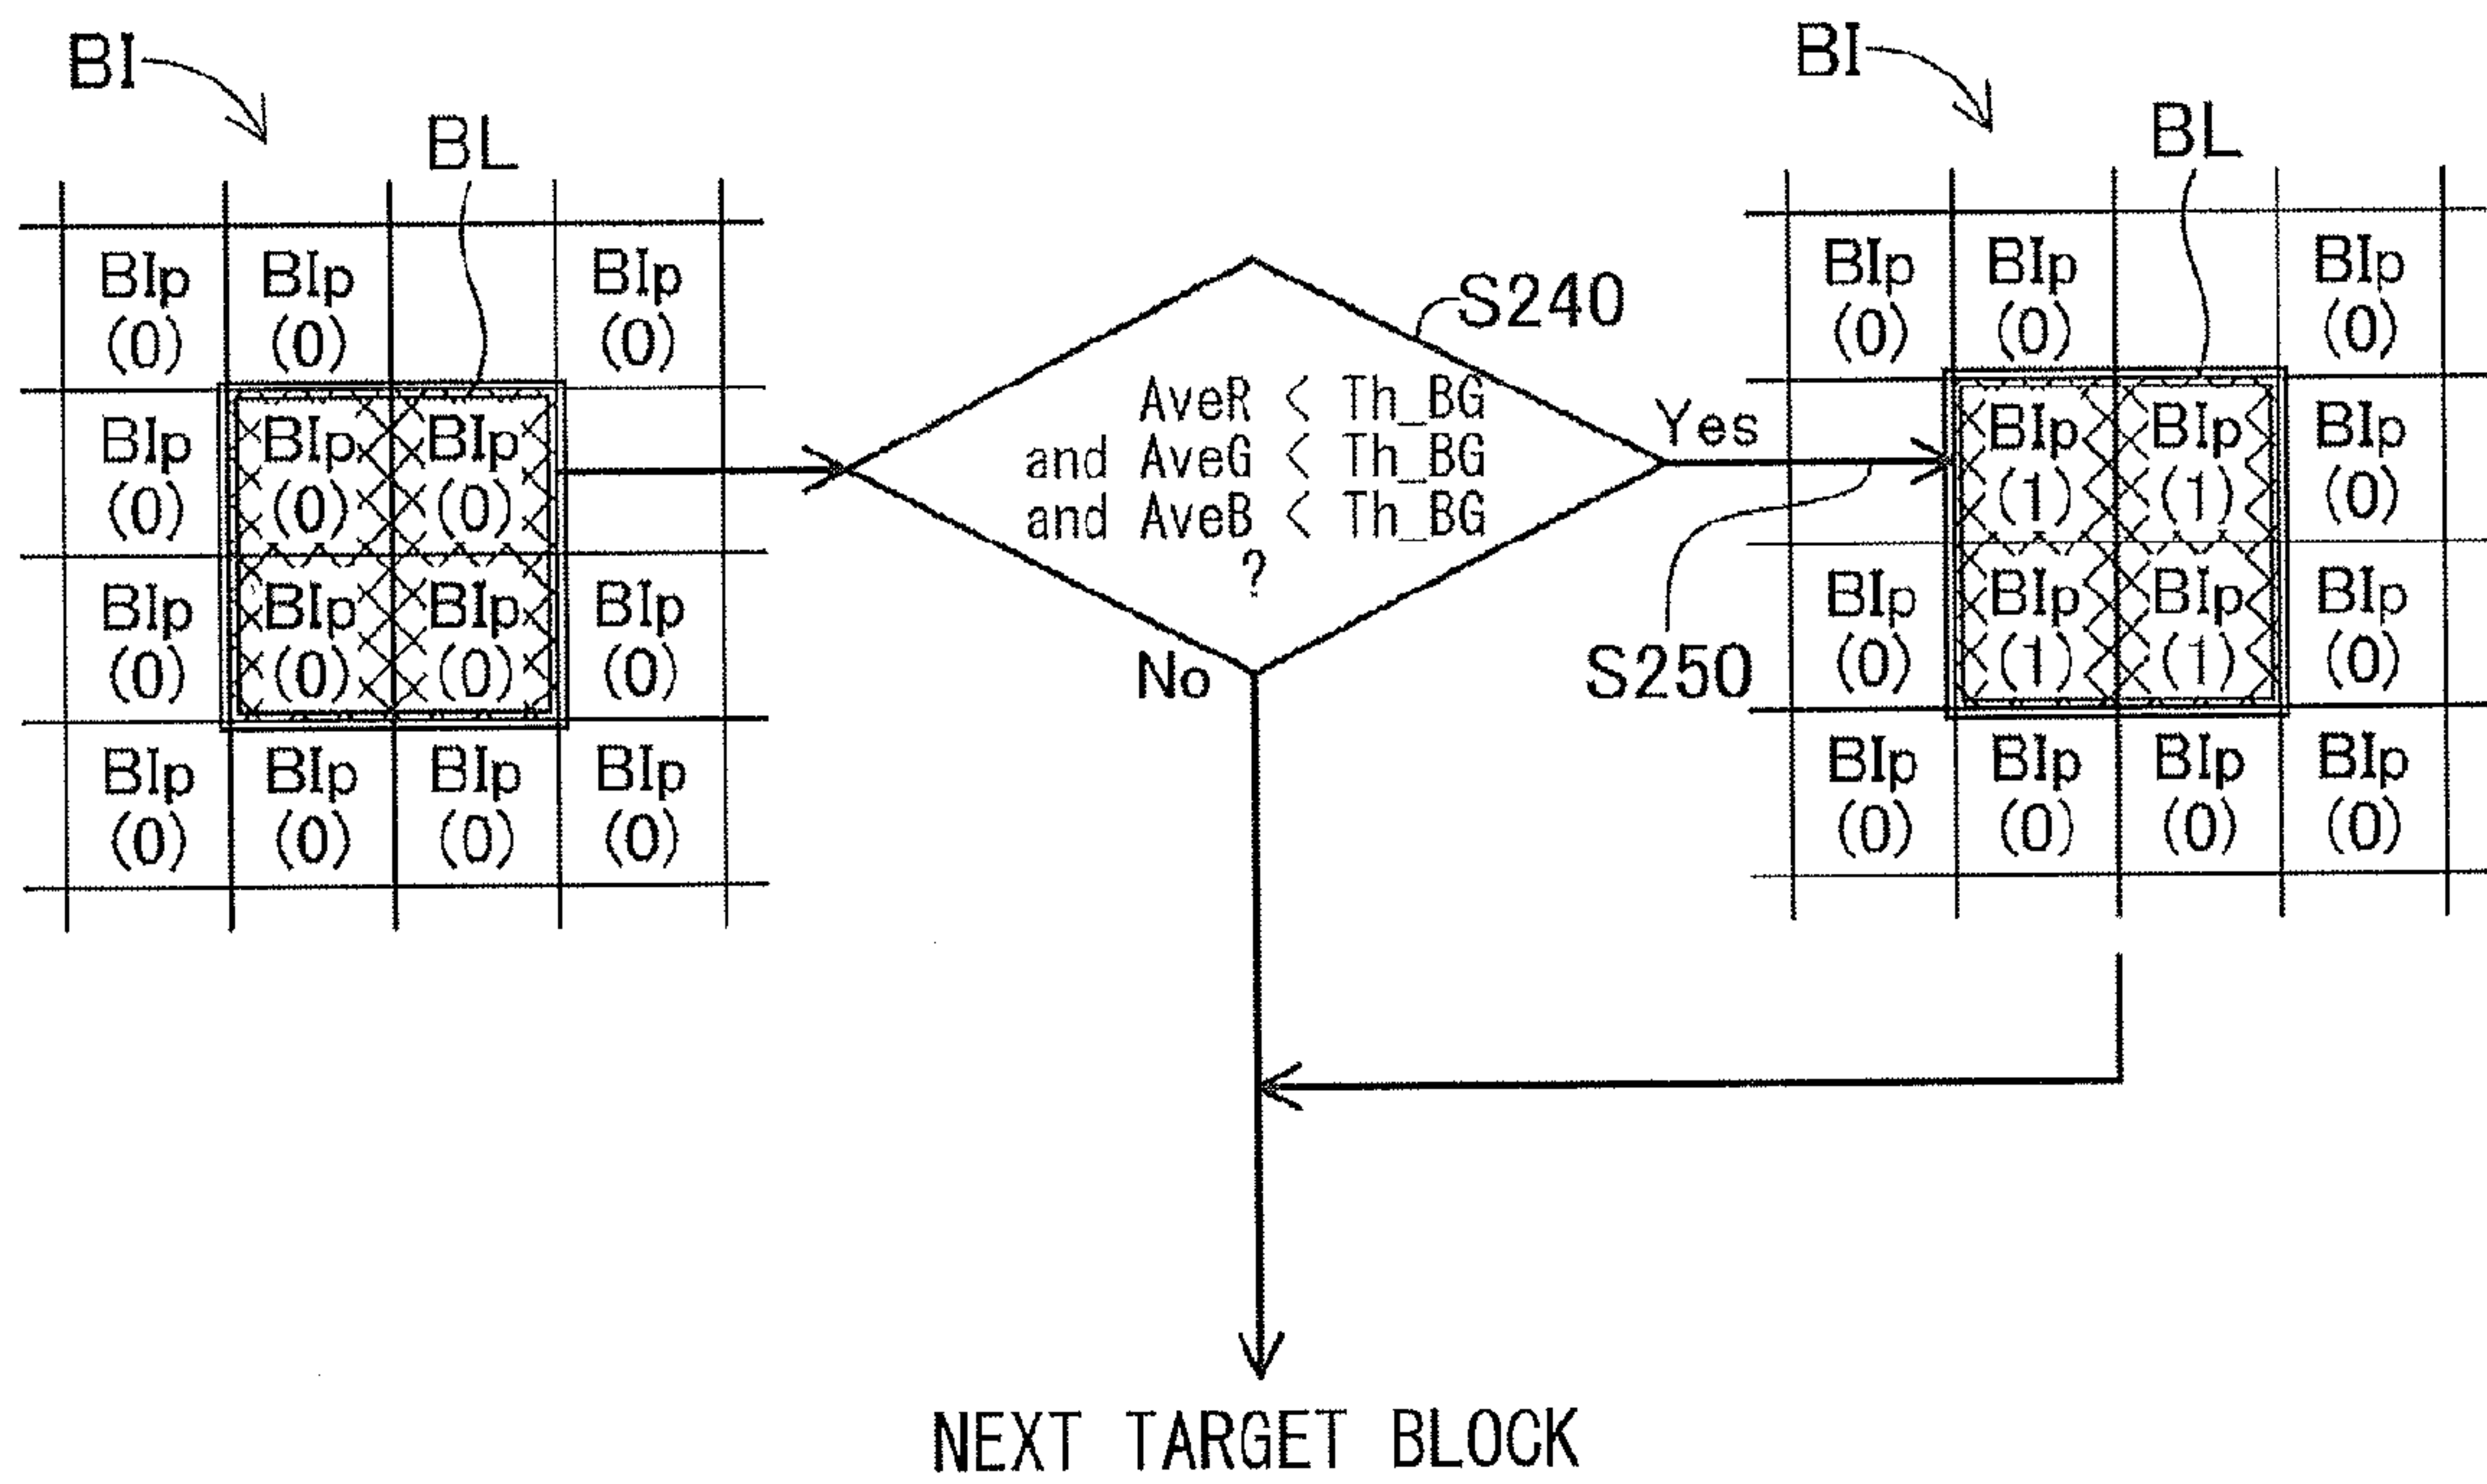 BI
BL
BIp BIp BIp
(0) (0) (0)
BIp BIp BIp
(0) (0) (0)
BIp BIp BIp BIp
(0) (0) (0) (0)
BIp BIp BIp BIp
(0) (0) (0) (0)
S240
AveR < Th_BG
and AveG < Th_BG
and AveB < Th_BG
?
Yes
No
S250
BI
BL
BIp BIp BIp
(0) (0) (0)
BIp BIp BIp
(1) (1) (0)
BIp BIp BIp BIp
(0) (1) (1) (0)
BIp BIp BIp BIp
(0) (0) (0) (0)
NEXT TARGET BLOCK